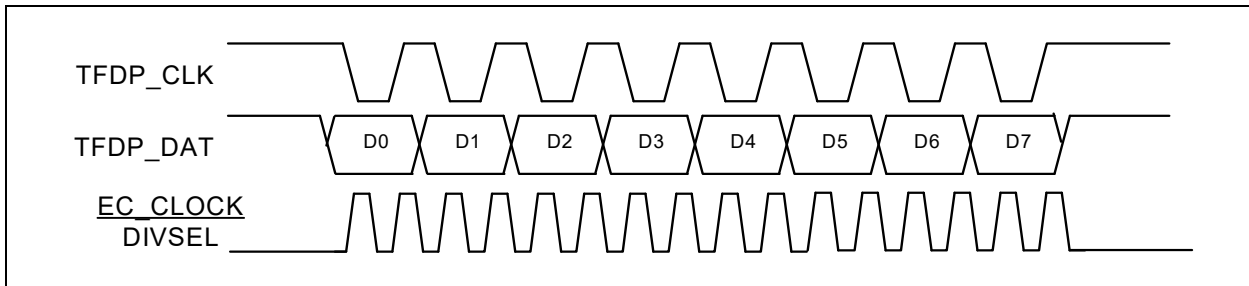 TFDP_CLK
TFDP_DAT
D0 D1 D2 D3 D4 D5 D6 D7
EC_CLOCK
DIVSEL